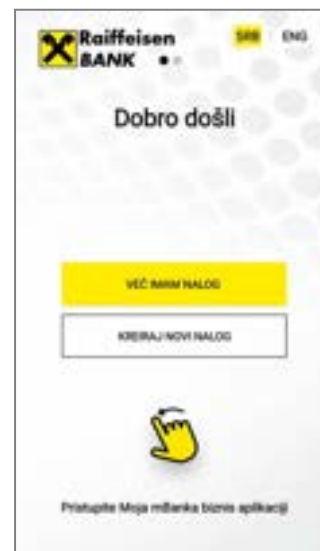 Raiffeisen
BANK
SRB ENG
Dobro došli
VEĆ IMAM NALOG
KREIRAJ NOVI NALOG
Pristupite Moja mBanka biznis aplikaciji